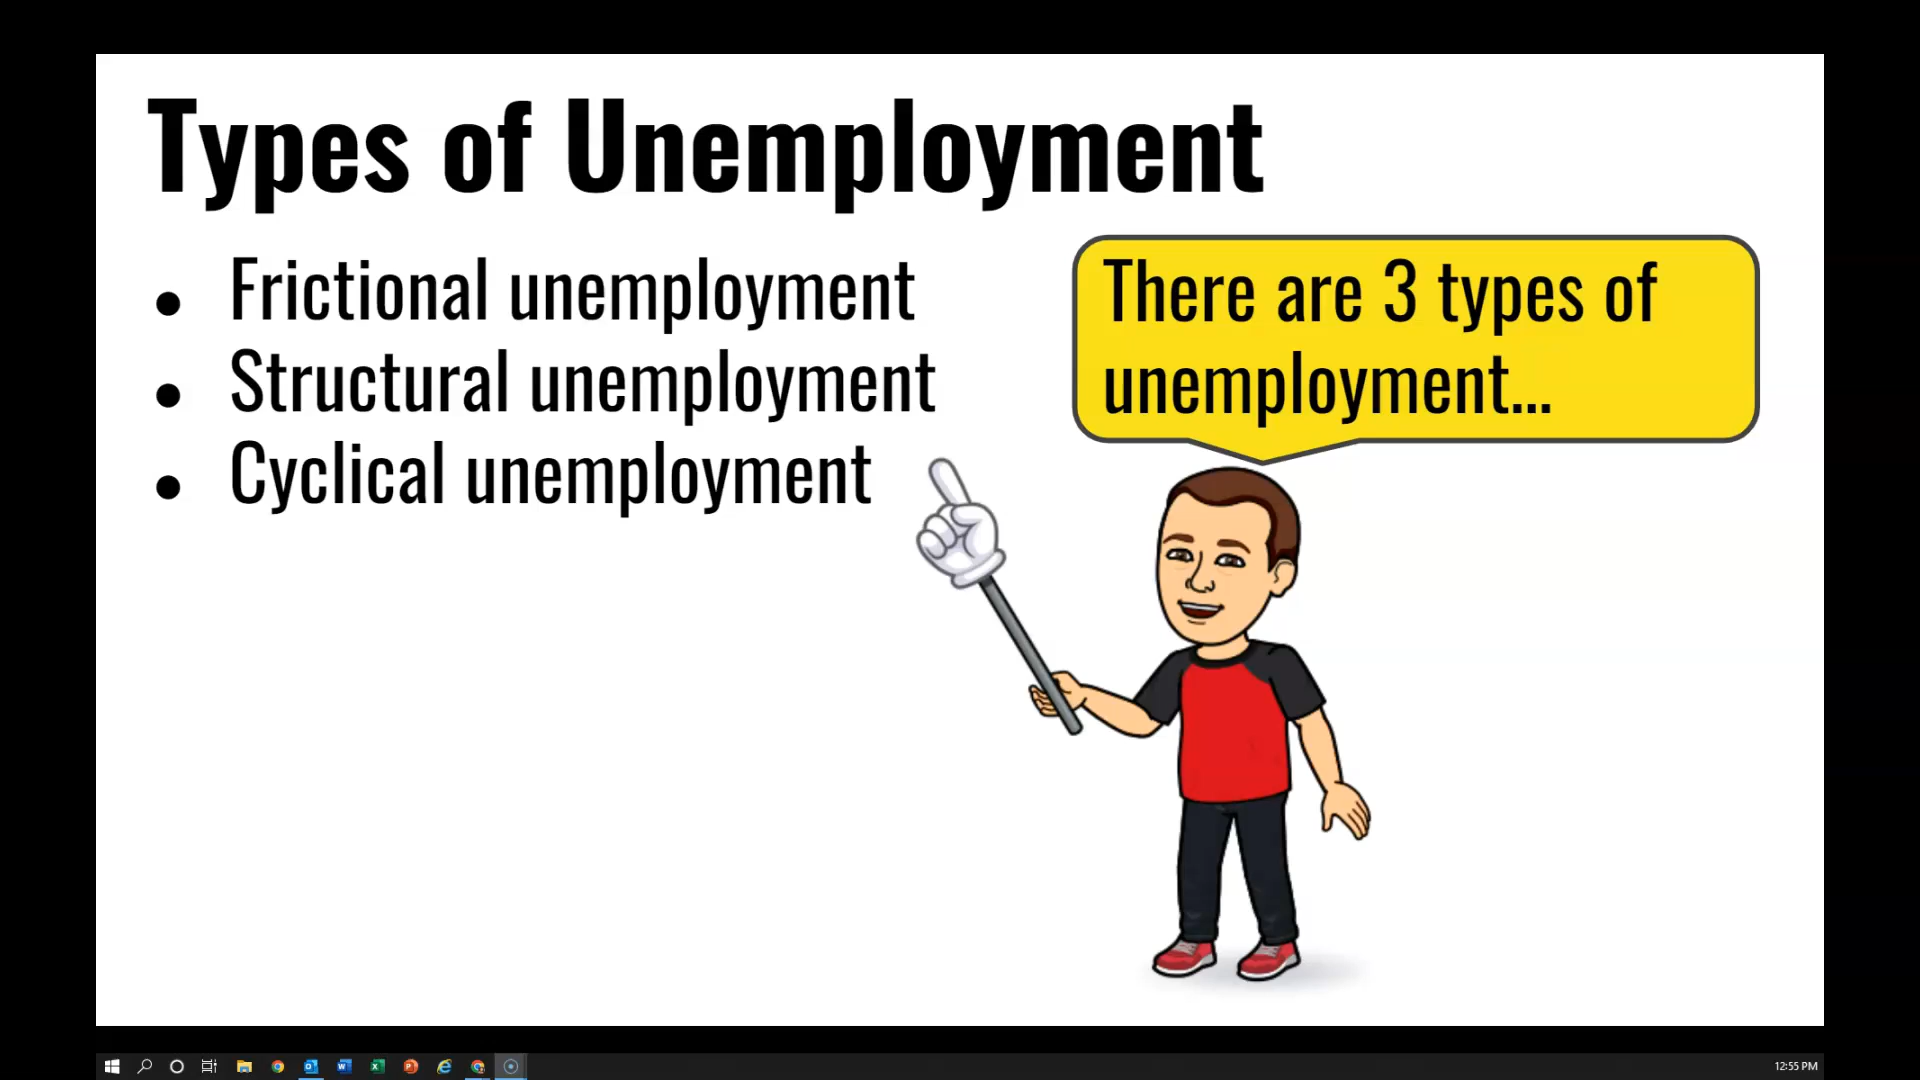 Types of Unemployment
● Frictional unemployment
● Structural unemployment
● Cyclical unemployment
There are 3 types of
unemployment...
12:55 PM